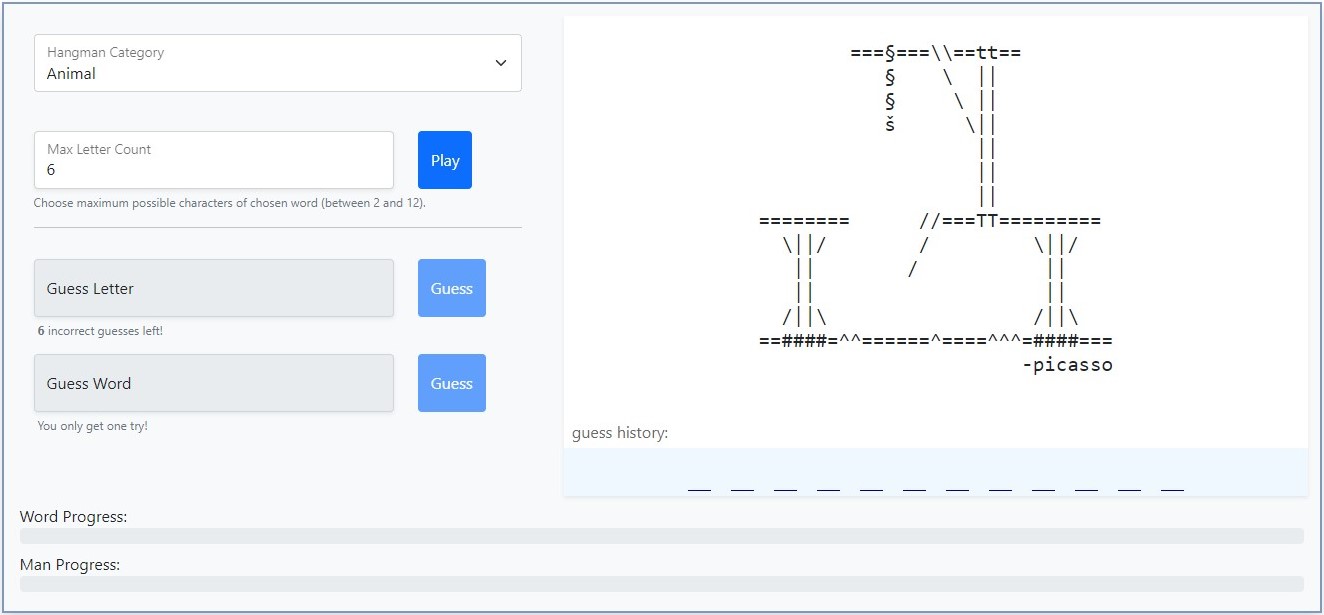 Hangman Category
Animal
Max Letter Count
6
Play
Choose maximum possible characters of chosen word (between 2 and 12).
Guess Letter
Guess
6 incorrect guesses left!
Guess Word
Guess
You only get one try!
===§===\\==tt==
§    \  ||
§     \ ||
š      \||
||
||
||
========      //===TT=========
\||/        /         \||/
||        /           ||
||                    ||
/||\                  /||\
==####=^^======^====^^^=####===
-picasso
guess history:
__ __ __ __ __ __ __ __ __ __ __ __
Word Progress:
Man Progress: